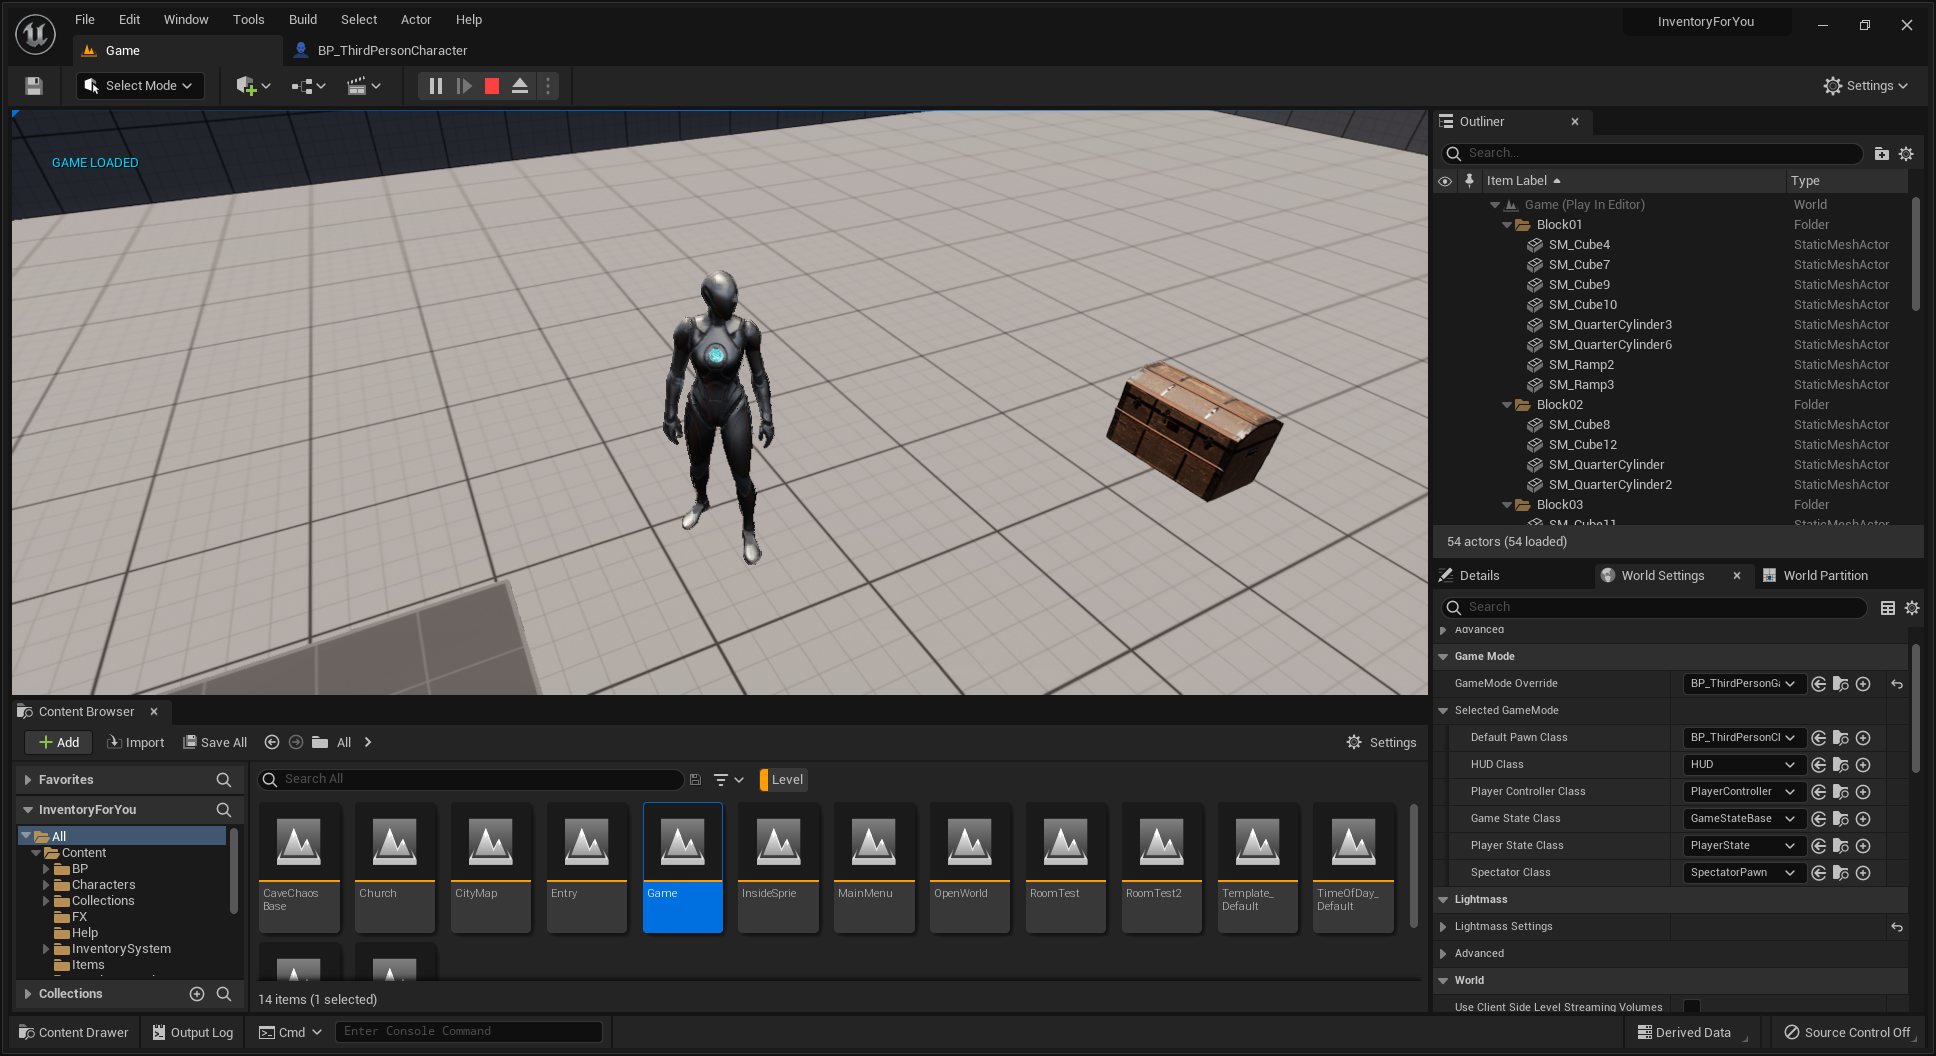 File Edit Window Tools Build Select Actor Help
InventoryForYou
Game
BP_ThirdPersonCharacter
Select Mode
Settings
GAME LOADED
Outliner
Search...
Item Label Type
Game (Play In Editor) World
Block01 Folder
SM_Cube4 StaticMeshActor
SM_Cube7 StaticMeshActor
SM_Cube9 StaticMeshActor
SM_Cube10 StaticMeshActor
SM_QuarterCylinder3 StaticMeshActor
SM_QuarterCylinder6 StaticMeshActor
SM_Ramp2 StaticMeshActor
SM_Ramp3 StaticMeshActor
Block02 Folder
SM_Cube8 StaticMeshActor
SM_Cube12 StaticMeshActor
SM_QuarterCylinder StaticMeshActor
SM_QuarterCylinder2 StaticMeshActor
Block03 Folder
SM_Cube11 StaticMeshActor
54 actors (54 loaded)
Details
World Settings
World Partition
Search
Advanced
Game Mode
GameMode Override BP_ThirdPersonGa
Selected GameMode
Default Pawn Class BP_ThirdPersonCl
HUD Class HUD
Player Controller Class PlayerController
Game State Class GameStateBase
Player State Class PlayerState
Spectator Class SpectatorPawn
Lightmass
Lightmass Settings
Advanced
World
Use Client Side Level Streaming Volumes
Content Browser
Add
Import
Save All
All
Settings
Favorites
InventoryForYou
All
Content
BP
Characters
Collections
FX
Help
InventorySystem
Items
Collections
Search All
Level
CaveChaos
Base
Church
CityMap
Entry
Game
InsideSprie
MainMenu
OpenWorld
RoomTest
RoomTest2
Template_
Default
TimeOfDay_
Default
14 items (1 selected)
Content Drawer
Output Log
Cmd
Enter Console Command
Derived Data
Source Control Off